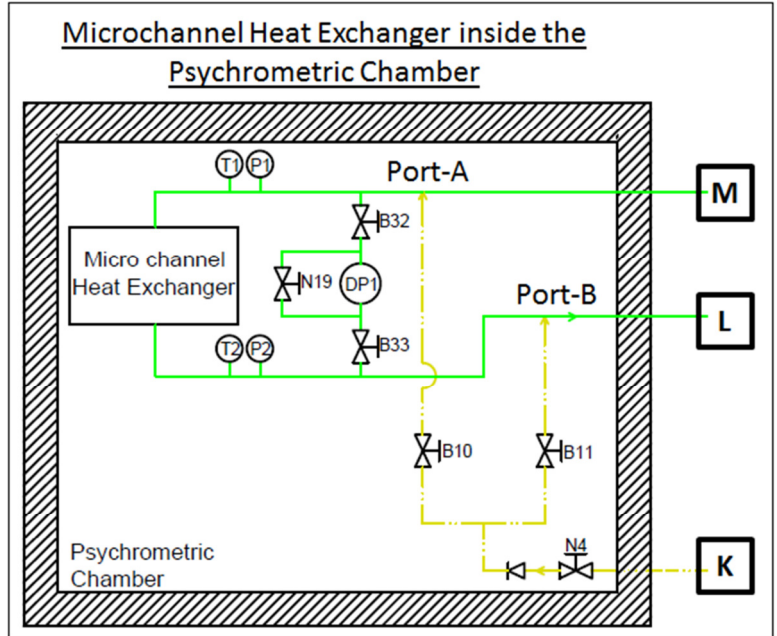 Microchannel Heat Exchanger inside the
Psychrometric Chamber
T1 P1
Port-A
M
B32
Micro channel
Heat Exchanger
N19
DP1
Port-B
L
B33
T2 P2
B10
B11
Psychrometric
Chamber
N4
K